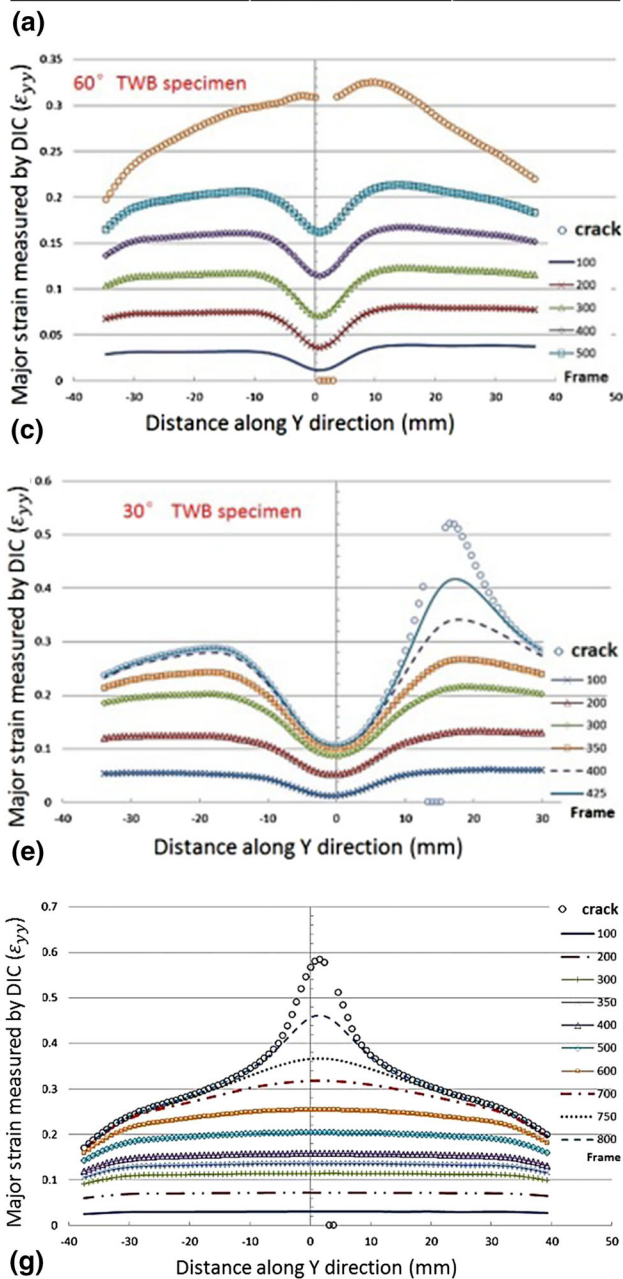 (a)
0.35
60° TWB specimen
0.3
0.25
0.2
0.15
0.1
0.05
0
Major strain measured by DIC (εyy)
-40 -30 -20 -10 0 10 20 30 40 50
crack
100
200
300
400
500
Frame
Distance along Y direction (mm)
(c)
0.6
30° TWB specimen
0.5
0.4
0.3
0.2
0.1
0
Major strain measured by DIC (εyy)
-40 -30 -20 -10 0 10 20 30
crack
100
200
300
350
400
425
Frame
Distance along Y direction (mm)
(e)
0.7
0.6
0.5
0.4
0.3
0.2
0.1
0
Major strain measured by DIC (εyy)
-40 -30 -20 -10 0 10 20 30 40 50
crack
100
200
300
350
400
500
600
700
750
800
Frame
Distance along Y direction (mm)
(g)